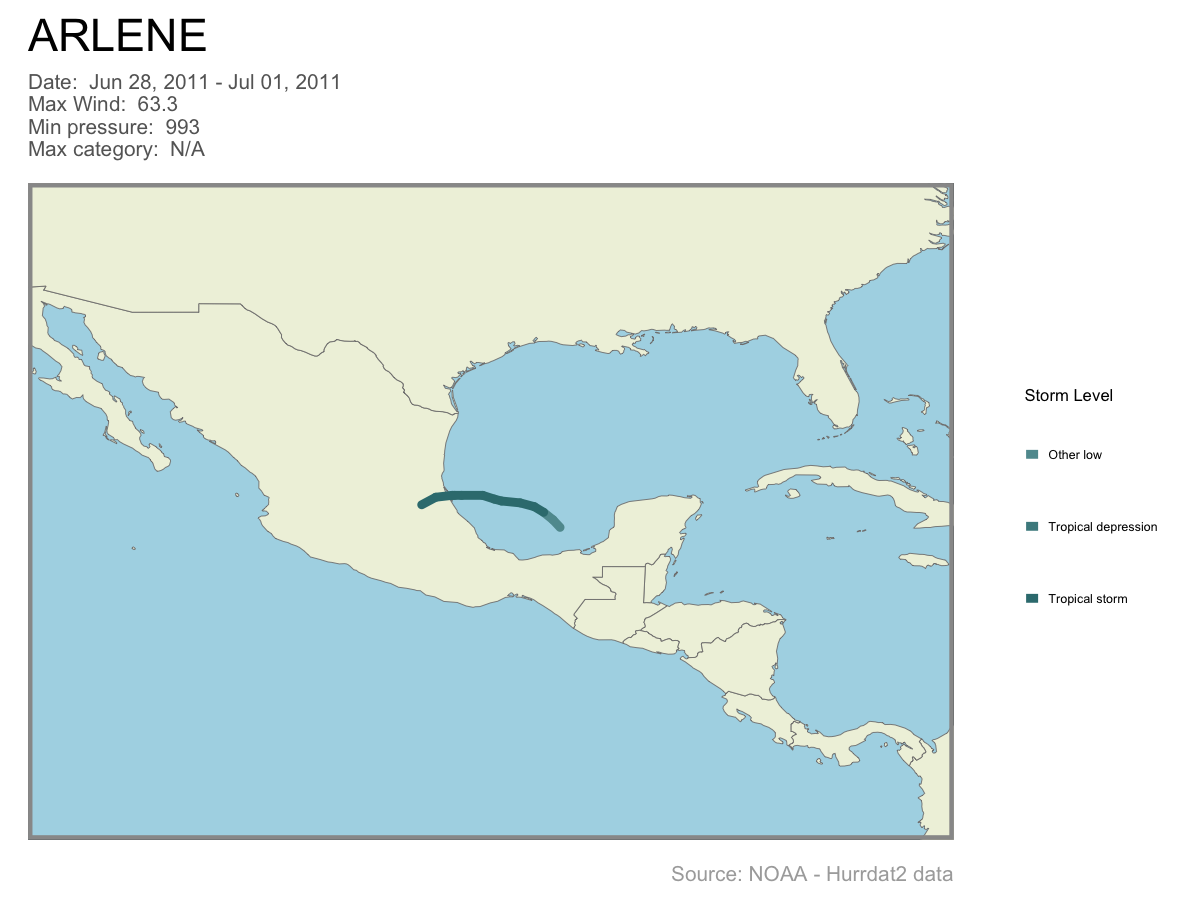 ARLENE
Date:  Jun 28, 2011 - Jul 01, 2011
Max Wind:  63.3
Min pressure:  993
Max category:  N/A
Storm Level
Other low
Tropical depression
Tropical storm
Source: NOAA - Hurrdat2 data